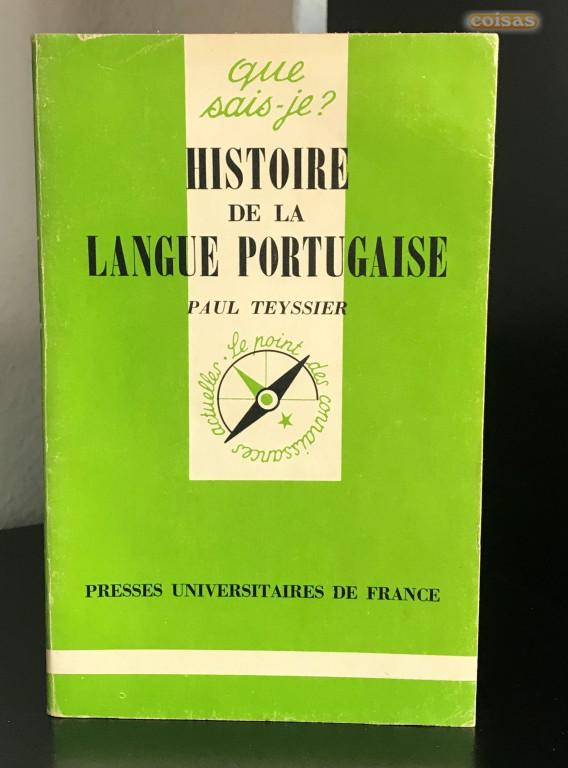 coisas
que
sais-je?
HISTOIRE
DE LA
LANGUE PORTUGAISE
PAUL TEYSSIER
Le point des connaissances actuelles.
PRESSES UNIVERSITAIRES DE FRANCE